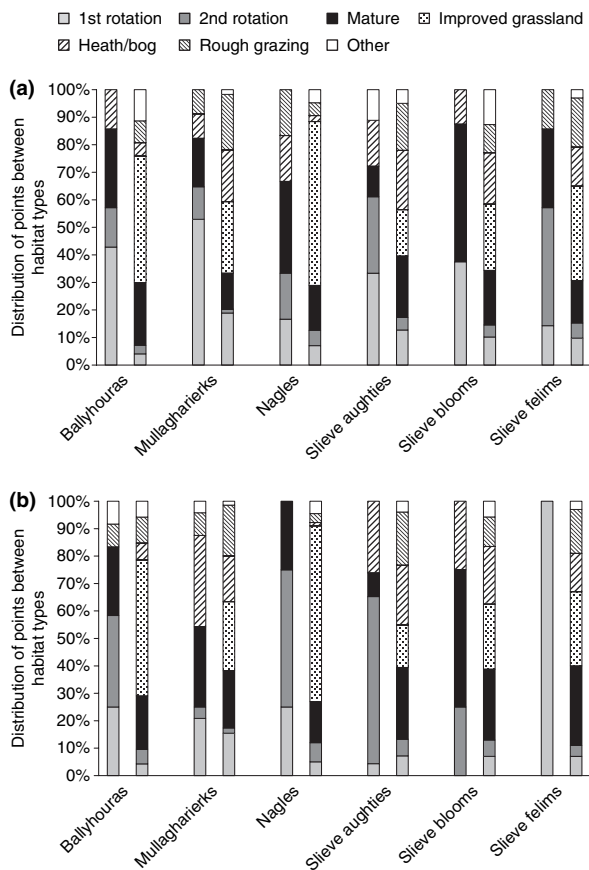 1st rotation 2nd rotation Mature Improved grassland
Heath/bog Rough grazing Other
(a)
Distribution of points between
habitat types
100%
90%
80%
70%
60%
50%
40%
30%
20%
10%
0%
Ballyhouras
Mullagharierks
Nagles
Slieve aughties
Slieve blooms
Slieve felims
(b)
Distribution of points between
habitat types
100%
90%
80%
70%
60%
50%
40%
30%
20%
10%
0%
Ballyhouras
Mullagharierks
Nagles
Slieve aughties
Slieve blooms
Slieve felims